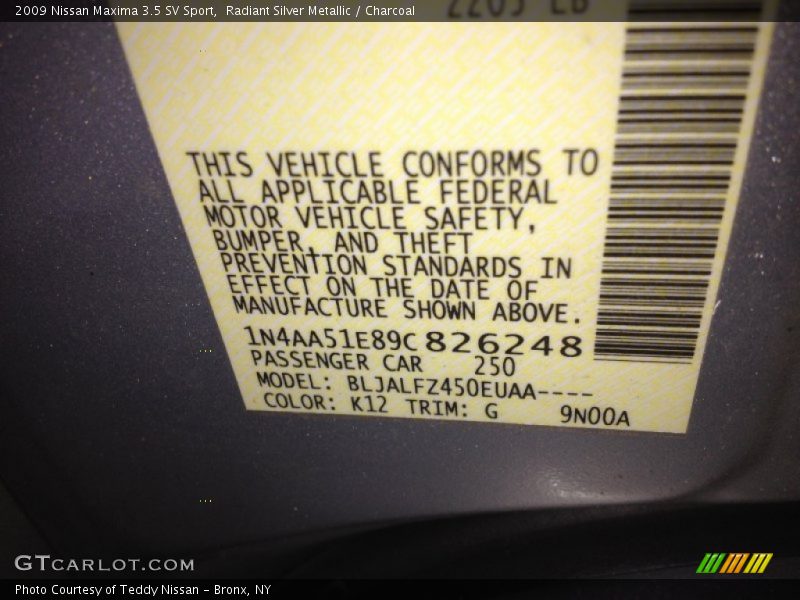 2009 Nissan Maxima 3.5 SV Sport, Radiant Silver Metallic / Charcoal
THIS VEHICLE CONFORMS TO
ALL APPLICABLE FEDERAL
MOTOR VEHICLE SAFETY,
BUMPER, AND THEFT
PREVENTION STANDARDS IN
EFFECT ON THE DATE OF
MANUFACTURE SHOWN ABOVE.
1N4AA51E89C826248
PASSENGER CAR 250
MODEL: BLJALFZ450EUAA----
COLOR: K12 TRIM: G 9N00A
GTCARLOT.COM
Photo Courtesy of Teddy Nissan - Bronx, NY